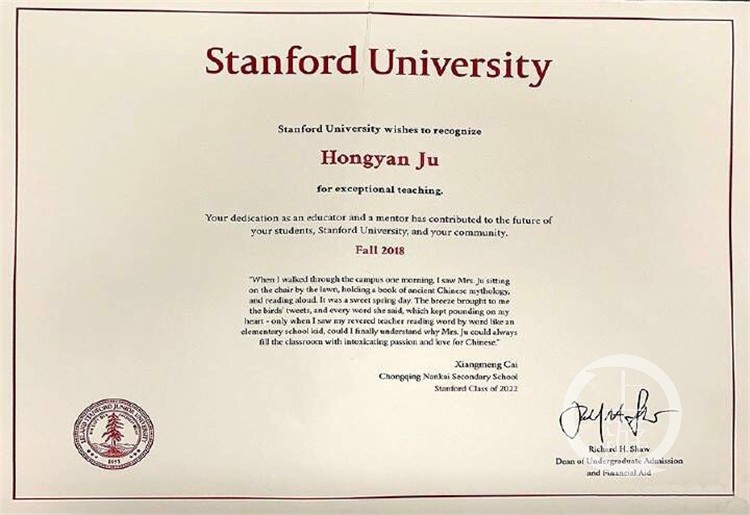 Stanford University
Stanford University wishes to recognize
Hongyan Ju
for exceptional teaching.
Your dedication as an educator and a mentor has contributed to the future of
your students, Stanford University, and your community.
Fall 2018
"When I walked through the campus one morning, I saw Mrs. Ju sitting
on the chair by the lawn, holding a book of ancient Chinese mythology,
and reading aloud. It was a sweet spring day. The breeze brought to me
the birds' tweets, and every word she said, which kept pounding on my
heart - only when I saw my revered teacher reading word by word like an
elementary school kid, could I finally understand why Mrs. Ju could always
fill the classroom with intoxicating passion and love for Chinese."
Xiangmeng Cai
Chongqing Nankai Secondary School
Stanford Class of 2022
LELAND STANFORD JUNIOR UNIVERSITY
1891
Richard H. Shaw
Dean of Undergraduate Admission
and Financial Aid